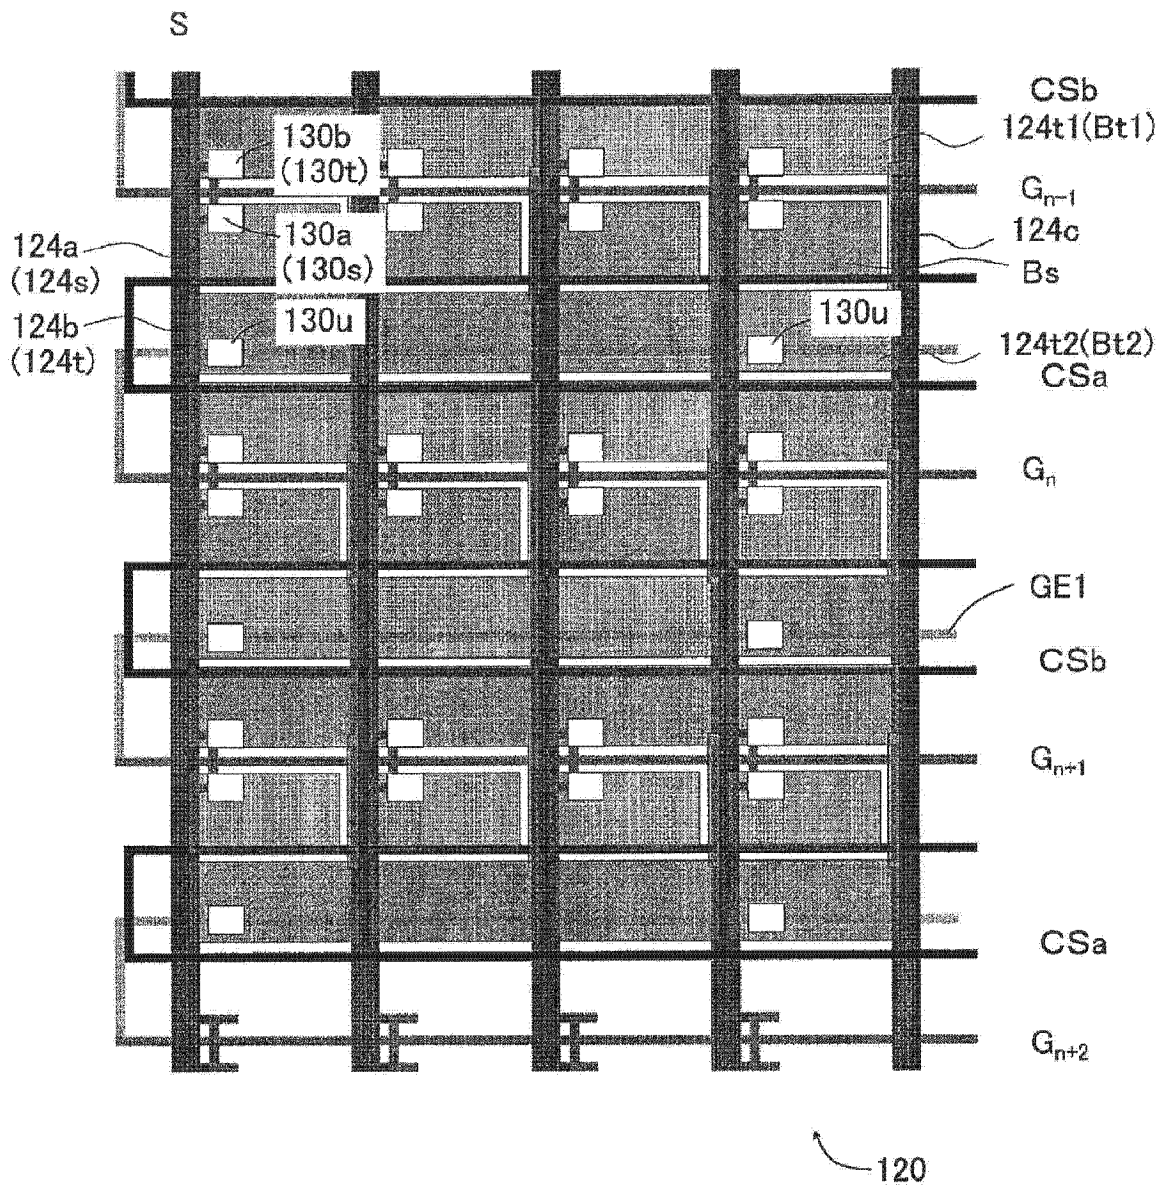 S
CSb
124t1(Bt1)
130b
(130t)
Gn-1
124c
124a
(124s)
130a
(130s)
Bs
130u
130u
124b
(124t)
124t2(Bt2)
CSa
Gn
GE1
CSb
Gn+1
CSa
Gn+2
120